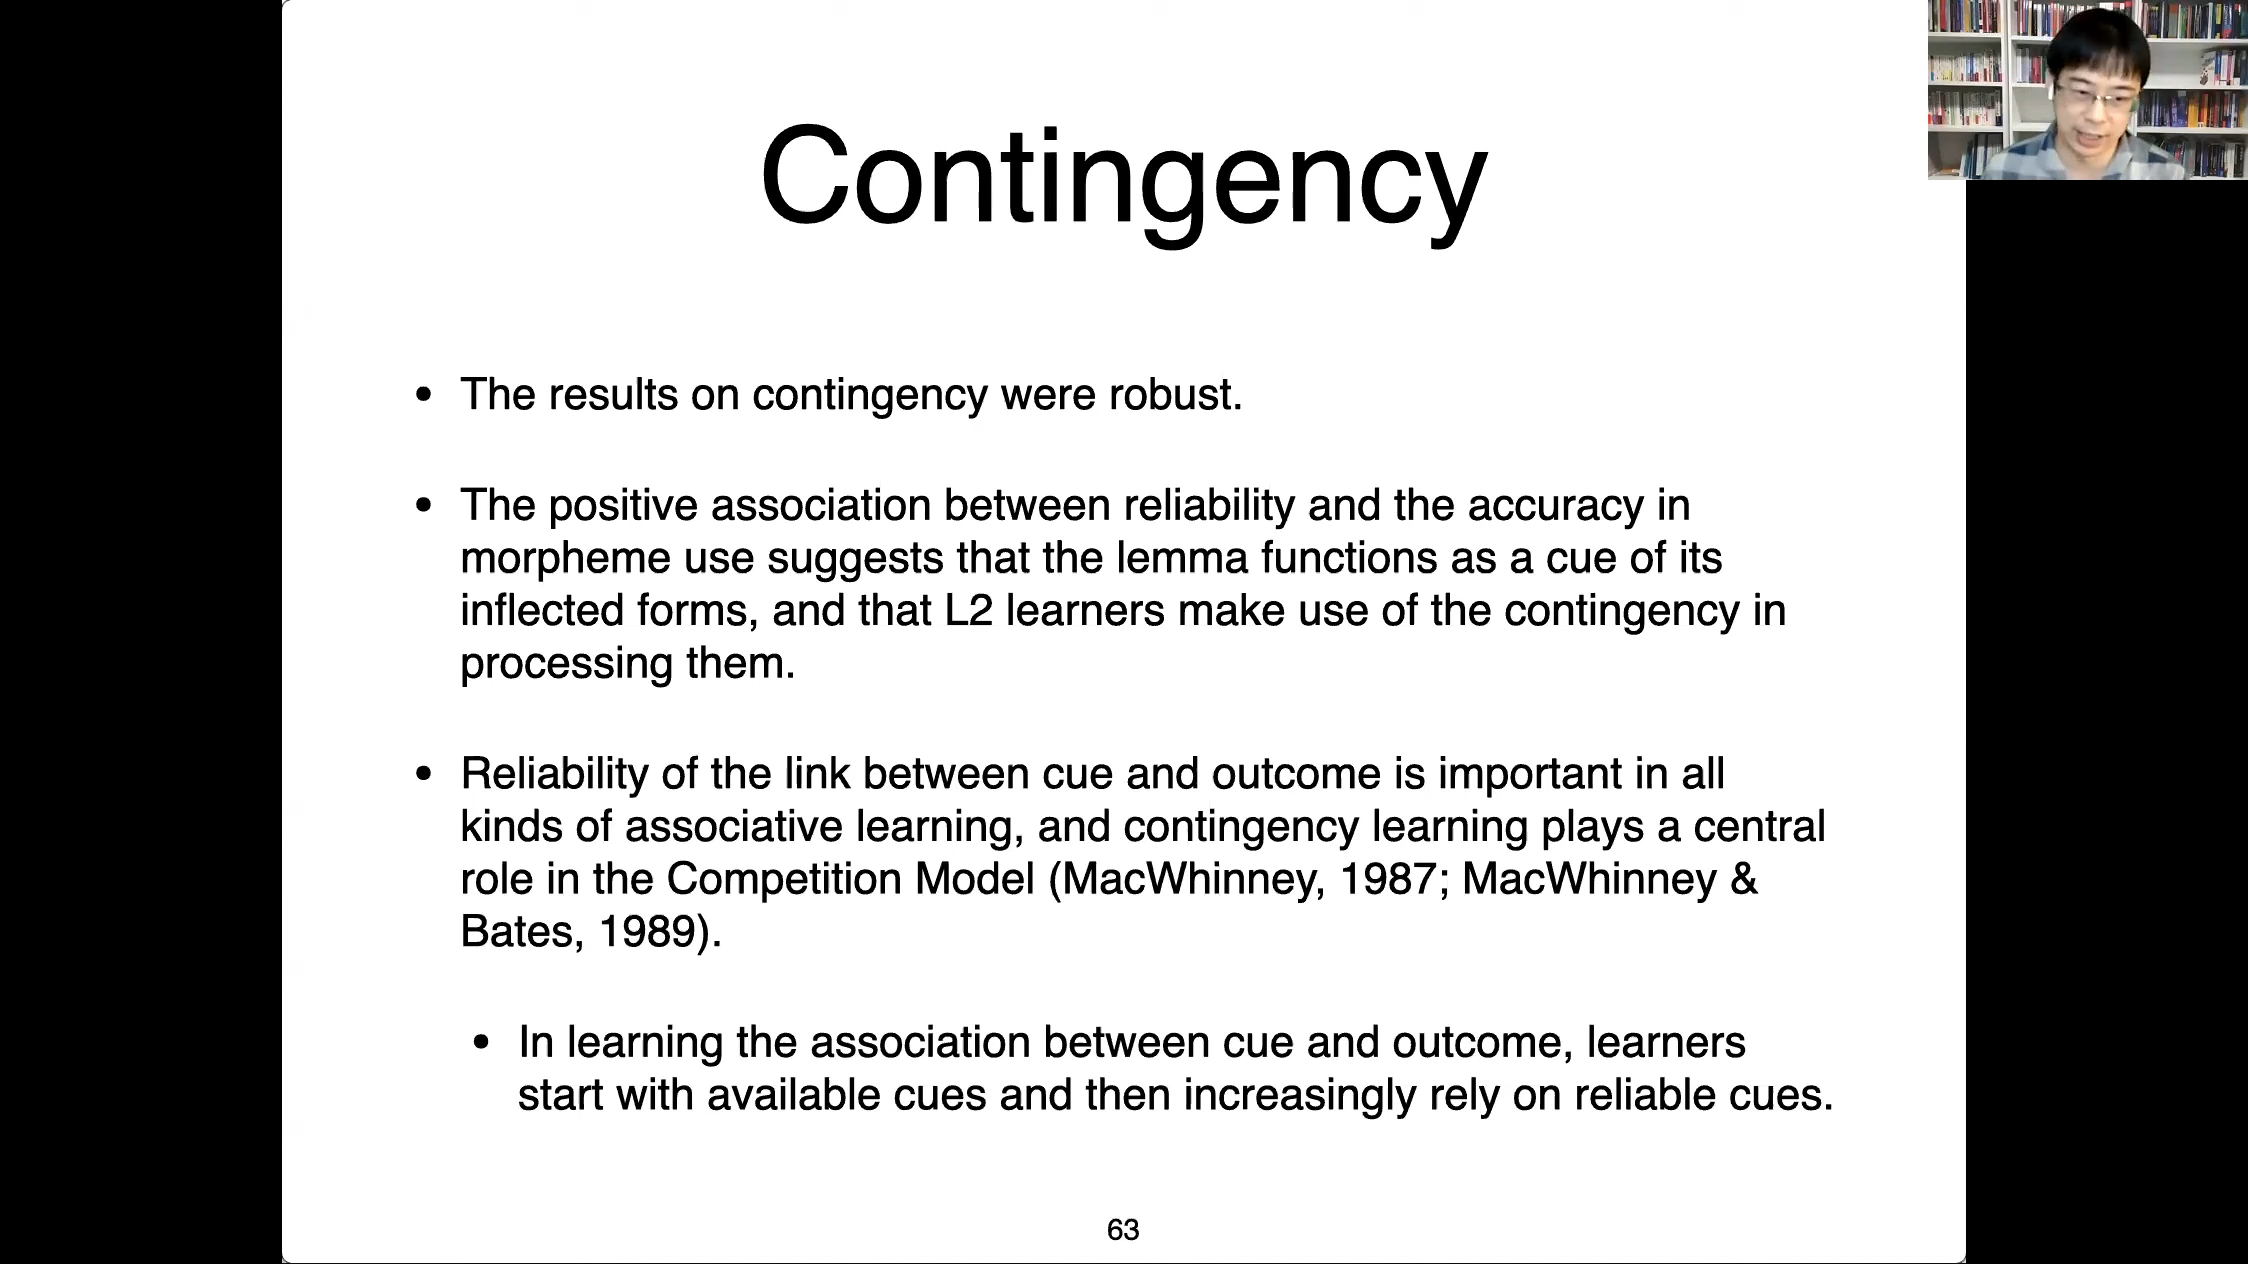 Contingency
• The results on contingency were robust.
• The positive association between reliability and the accuracy in
morpheme use suggests that the lemma functions as a cue of its
inflected forms, and that L2 learners make use of the contingency in
processing them.
• Reliability of the link between cue and outcome is important in all
kinds of associative learning, and contingency learning plays a central
role in the Competition Model (MacWhinney, 1987; MacWhinney &
Bates, 1989).
• In learning the association between cue and outcome, learners
start with available cues and then increasingly rely on reliable cues.
63